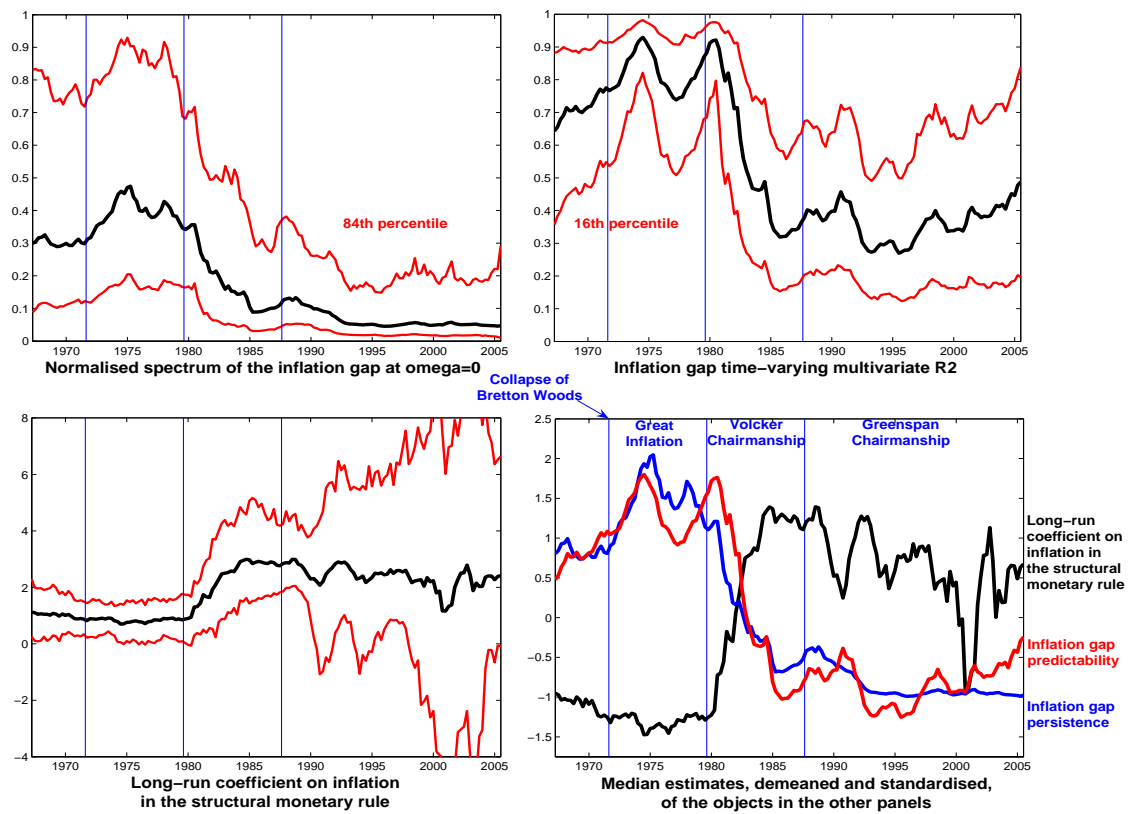 1
0.9
0.8
0.7
0.6
0.5
0.4
0.3
0.2
0.1
0
84th percentile
1970 1975 1980 1985 1990 1995 2000 2005
Normalised spectrum of the inflation gap at omega=0
1
0.9
0.8
0.7
0.6
0.5
0.4
0.3
0.2
0.1
0
16th percentile
1970 1975 1980 1985 1990 1995 2000 2005
Inflation gap time−varying multivariate R2
Collapse of
Bretton Woods
8
6
4
2
0
−2
−4
1970 1975 1980 1985 1990 1995 2000 2005
Long−run coefficient on inflation
in the structural monetary rule
2.5
2
1.5
1
0.5
0
−0.5
−1
−1.5
Great
Inflation
Volcker
Chairmanship
Greenspan
Chairmanship
Long−run
coefficient on
inflation in
the structural
monetary rule
Inflation gap
predictability
Inflation gap
persistence
1970 1975 1980 1985 1990 1995 2000 2005
Median estimates, demeaned and standardised,
of the objects in the other panels